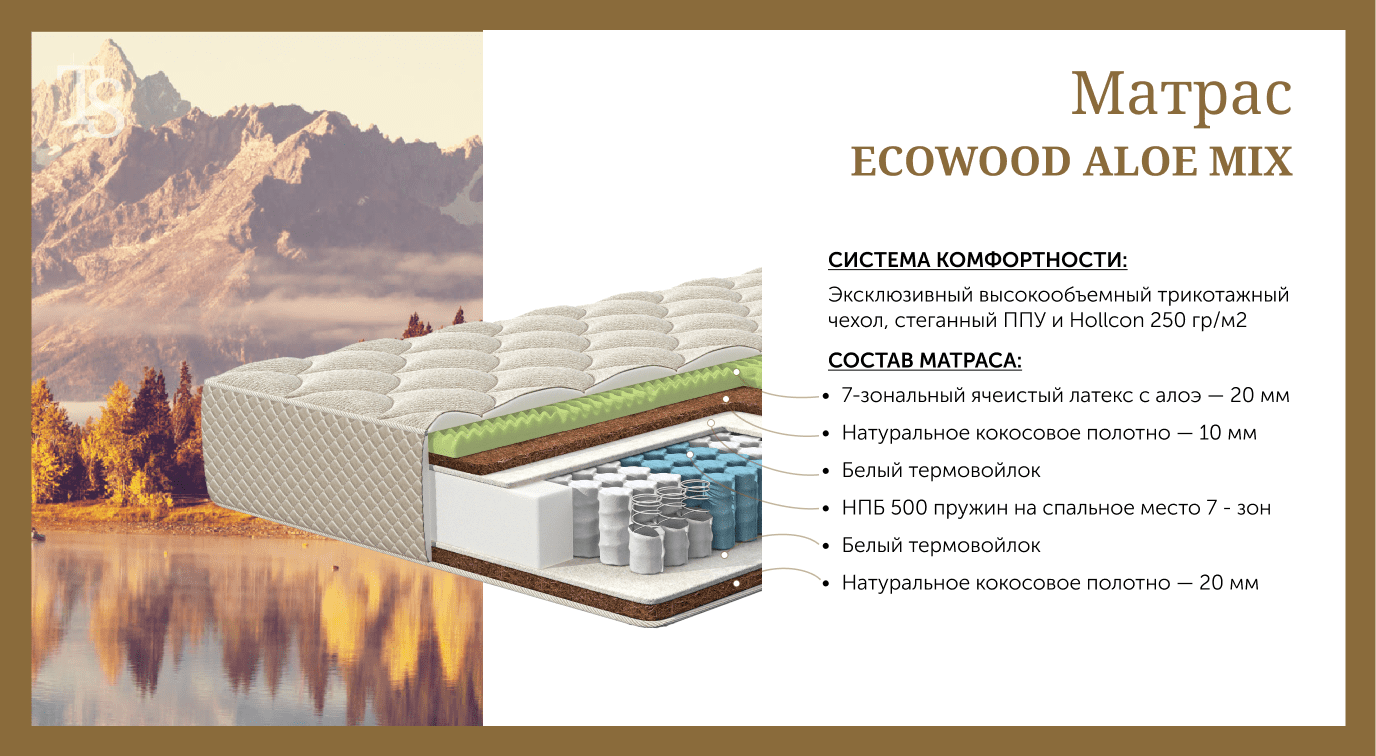 TS
Матрас
ECOWOOD ALOE MIX
СИСТЕМА КОМФОРТНОСТИ:
Эксклюзивный высокообъемный трикотажный
чехол, стеганный ППУ и Hollcon 250 гр/м2
СОСТАВ МАТРАСА:
• 7-зональный ячеистый латекс с алоэ — 20 мм
• Натуральное кокосовое полотно — 10 мм
• Белый термовойлок
• НПБ 500 пружин на спальное место 7 - зон
• Белый термовойлок
• Натуральное кокосовое полотно — 20 мм